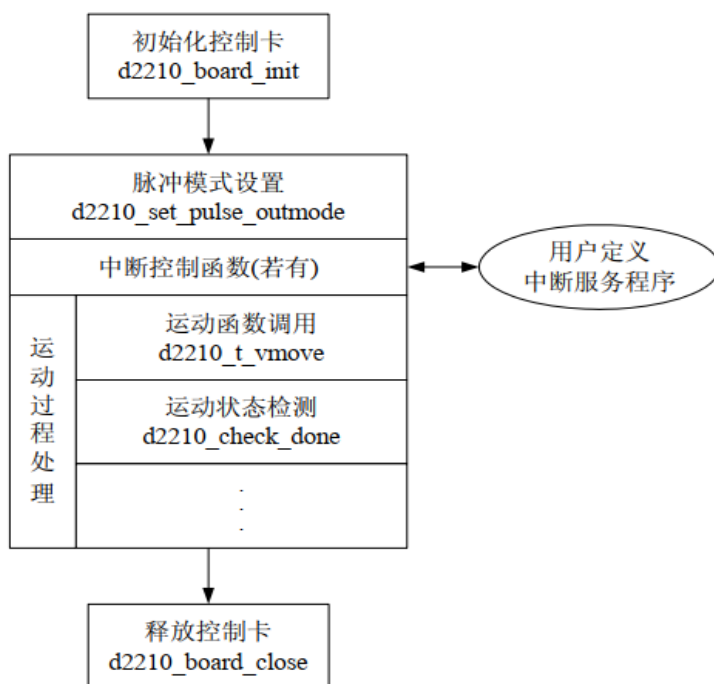 初始化控制卡
d2210_board_init
脉冲模式设置
d2210_set_pulse_outmode
中断控制函数(若有)
用户定义
中断服务程序
运动过程处理
运动函数调用
d2210_t_vmove
运动状态检测
d2210_check_done
.
.
.
释放控制卡
d2210_board_close